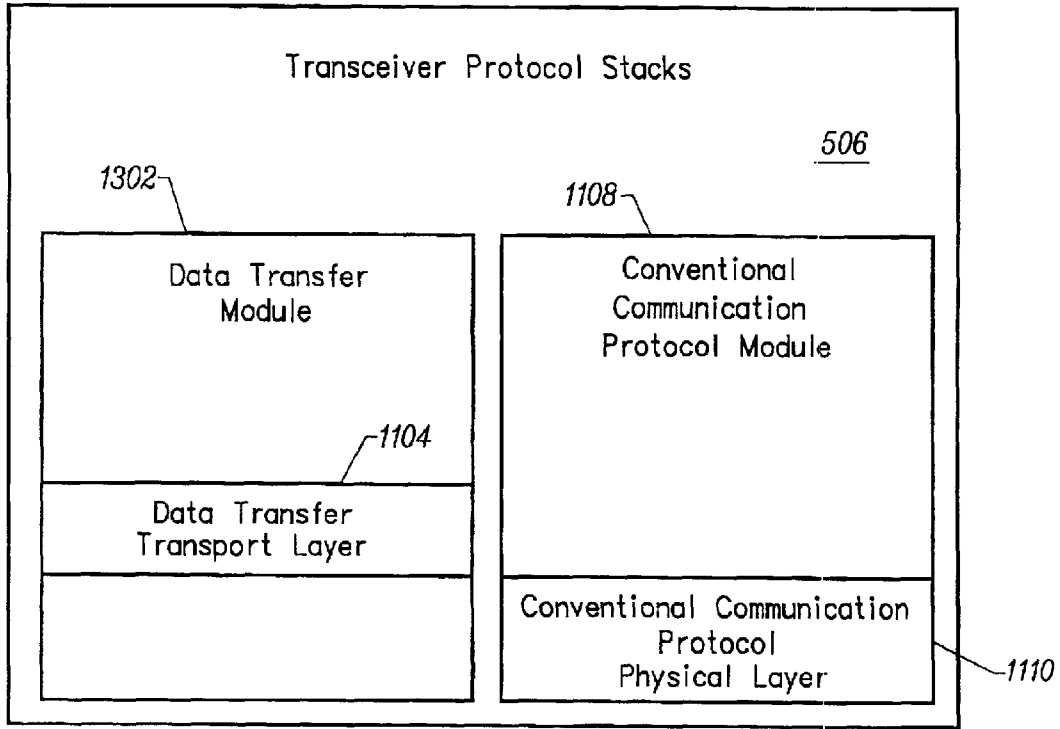 Transceiver Protocol Stacks
506
1302
1108
Data Transfer
Module
Conventional
Communication
Protocol Module
1104
Data Transfer
Transport Layer
Conventional Communication
Protocol
Physical Layer
1110